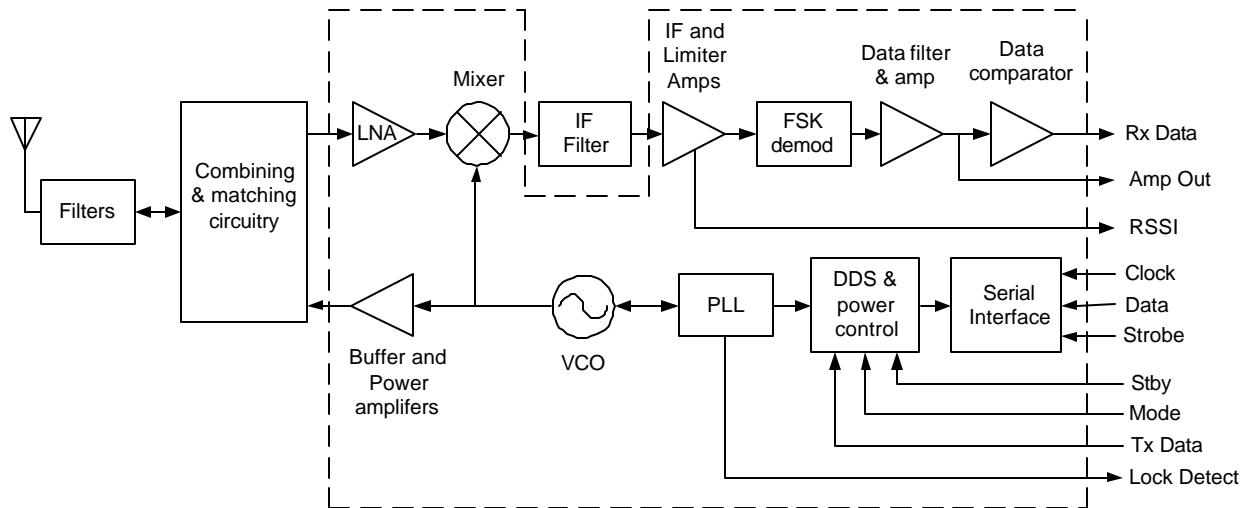 IF and
Limiter
Amps
Data filter
& amp
Data
comparator
Mixer
LNA
IF
Filter
FSK
demod
Rx Data
Amp Out
RSSI
Combining
& matching
circuitry
Filters
Clock
Data
Strobe
DDS &
power
control
Serial
Interface
PLL
VCO
Buffer and
Power
amplifers
Stby
Mode
Tx Data
Lock Detect